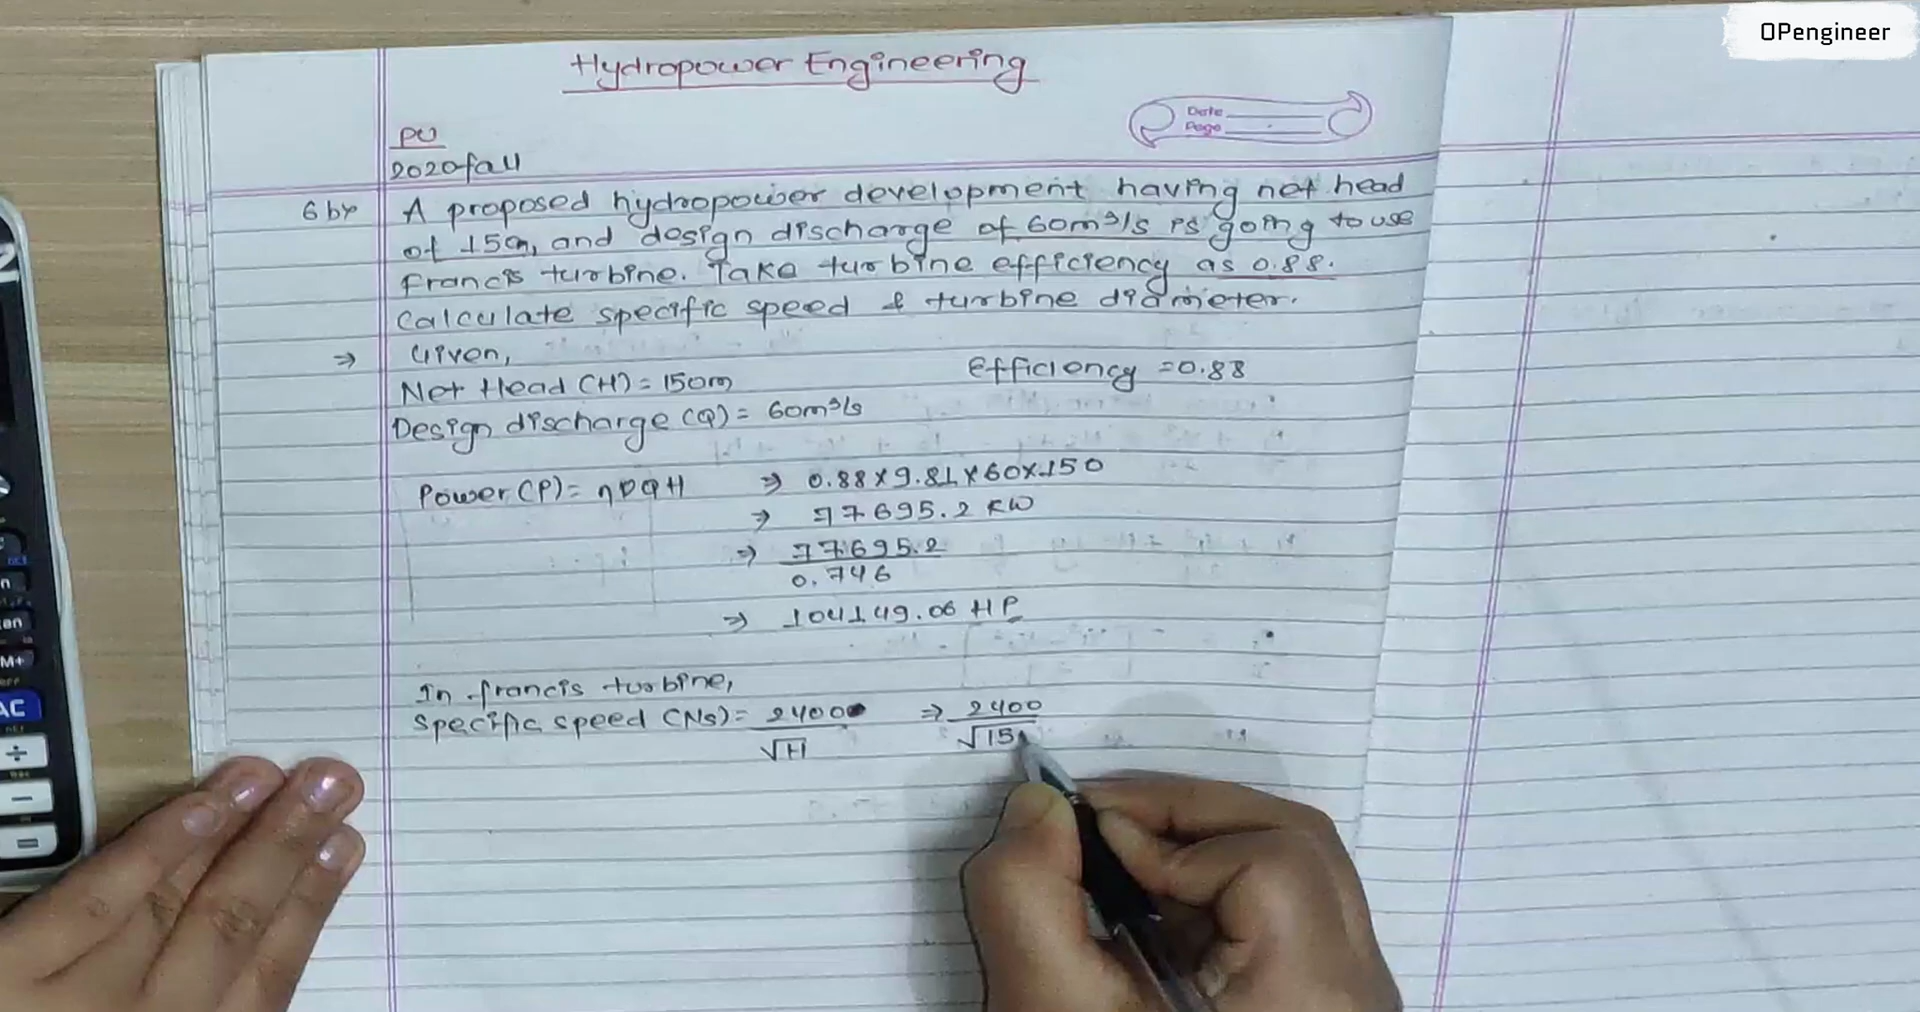 OPengineer
Hydropower Engineering
Date
Page
PU
2020fall
6 b>
A proposed hydropower development having net head
of 150m, and design discharge of 60m³/s is going to use
francis turbine. Take turbine efficiency as 0.88.
Calculate specific speed & turbine diameter.
⇒ Given,
Net Head (H) = 150m
efficiency = 0.88
Design discharge (Q) = 60m³/s
Power (P) = ηρQH ⇒ 0.88×9.81×60×150
⇒ 77695.2 KW
⇒ 77695.2
0.746
⇒ 104149.06 HP
In francis turbine,
Specific speed (Ns) = 2400 ⇒ 2400
√H √15
AC
M+
÷
−
=